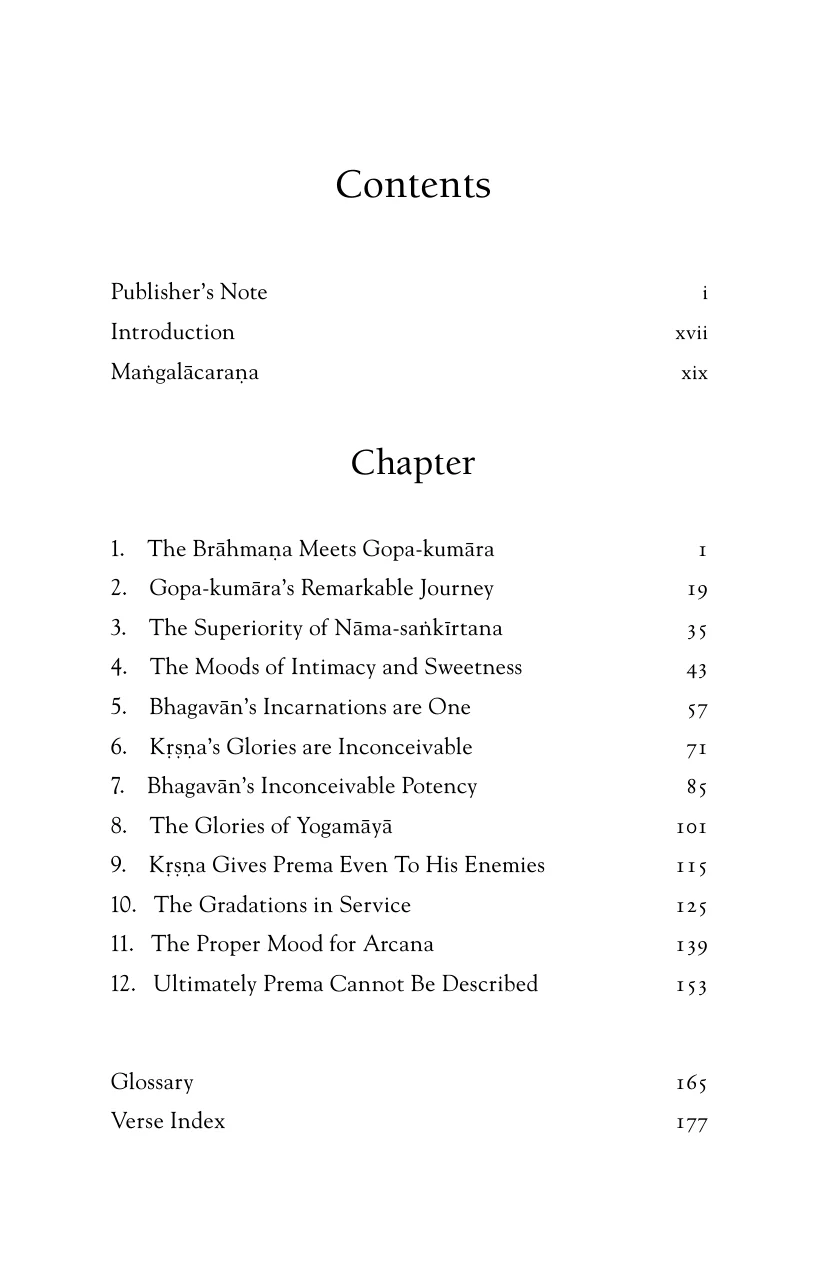 Contents
Publisher’s Note i
Introduction xvii
Maṅgalācaraṇa xix
Chapter
1. The Brāhmaṇa Meets Gopa-kumāra 1
2. Gopa-kumāra’s Remarkable Journey 19
3. The Superiority of Nāma-saṅkīrtana 35
4. The Moods of Intimacy and Sweetness 43
5. Bhagavān’s Incarnations are One 57
6. Kṛṣṇa’s Glories are Inconceivable 71
7. Bhagavān’s Inconceivable Potency 85
8. The Glories of Yogamāyā 101
9. Kṛṣṇa Gives Prema Even To His Enemies 115
10. The Gradations in Service 125
11. The Proper Mood for Arcana 139
12. Ultimately Prema Cannot Be Described 153
Glossary 165
Verse Index 177